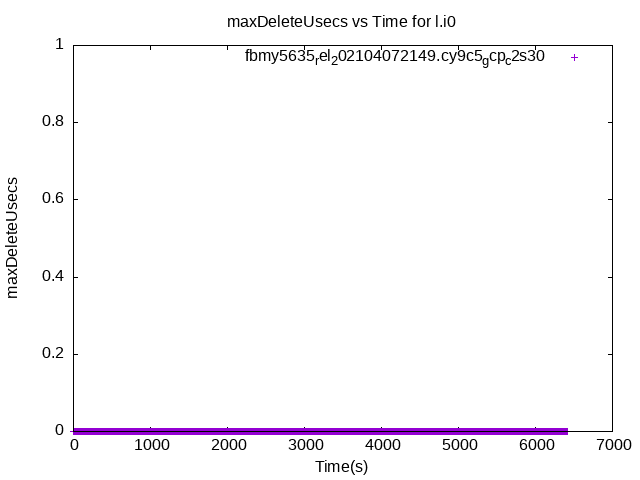 maxDeleteUsecs vs Time for l.i0
fbmy5635rel202104072149.cy9c5gcpc2s30
1
0.8
0.6
0.4
0.2
0
maxDeleteUsecs
0 1000 2000 3000 4000 5000 6000 7000
Time(s)